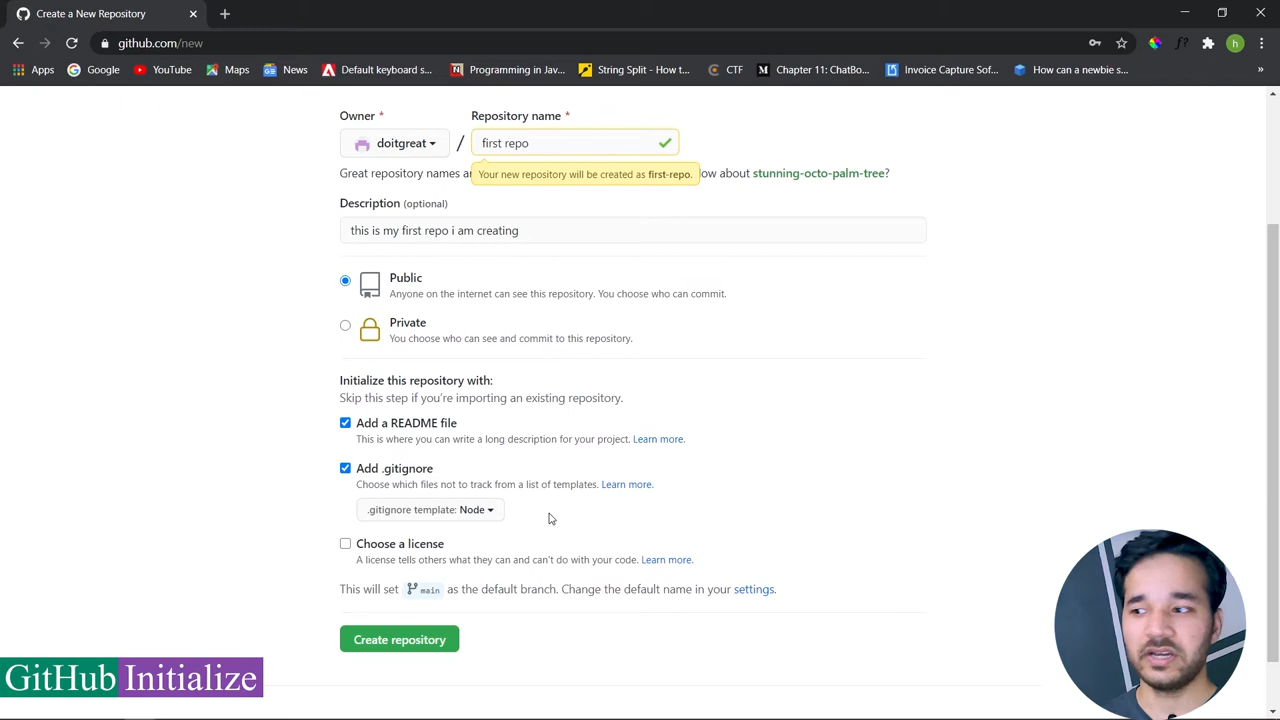 Create a New Repository
github.com/new
h
Apps Google YouTube Maps News Default keyboard s... Programming in Jav... String Split - How t... CTF Chapter 11: ChatBo... Invoice Capture Sof... How can a newbie s... »
Owner * Repository name *
doitgreat / first repo
Great repository names a Your new repository will be created as first-repo. ow about stunning-octo-palm-tree?
Description (optional)
this is my first repo i am creating
Public
Anyone on the internet can see this repository. You choose who can commit.
Private
You choose who can see and commit to this repository.
Initialize this repository with:
Skip this step if you're importing an existing repository.
Add a README file
This is where you can write a long description for your project. Learn more.
Add .gitignore
Choose which files not to track from a list of templates. Learn more.
.gitignore template: Node
Choose a license
A license tells others what they can and can't do with your code. Learn more.
This will set main as the default branch. Change the default name in your settings.
Create repository
GitHub Initialize